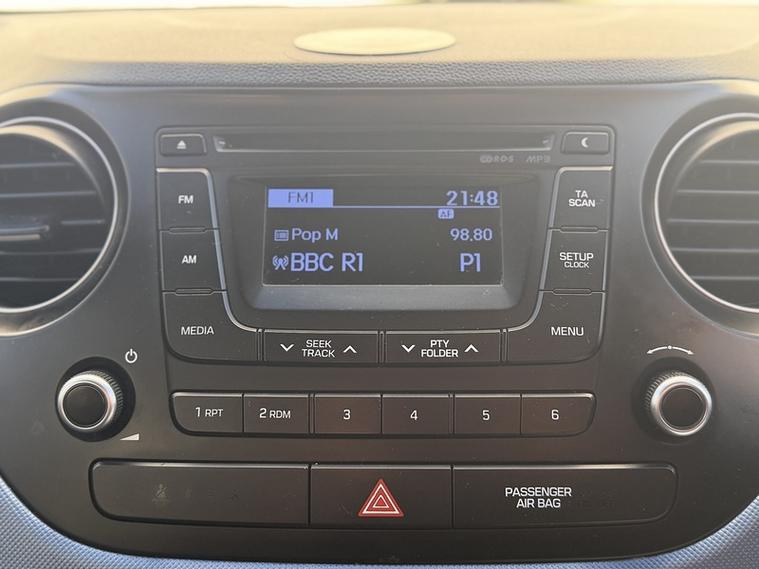 R·D·S MP3
FM1 21:48
AF
Pop M 98.80
BBC R1 P1
FM
AM
MEDIA
TA
SCAN
SETUP
CLOCK
MENU
SEEK
TRACK
PTY
FOLDER
1 RPT 2 RDM 3 4 5 6
PASSENGER
AIR BAG